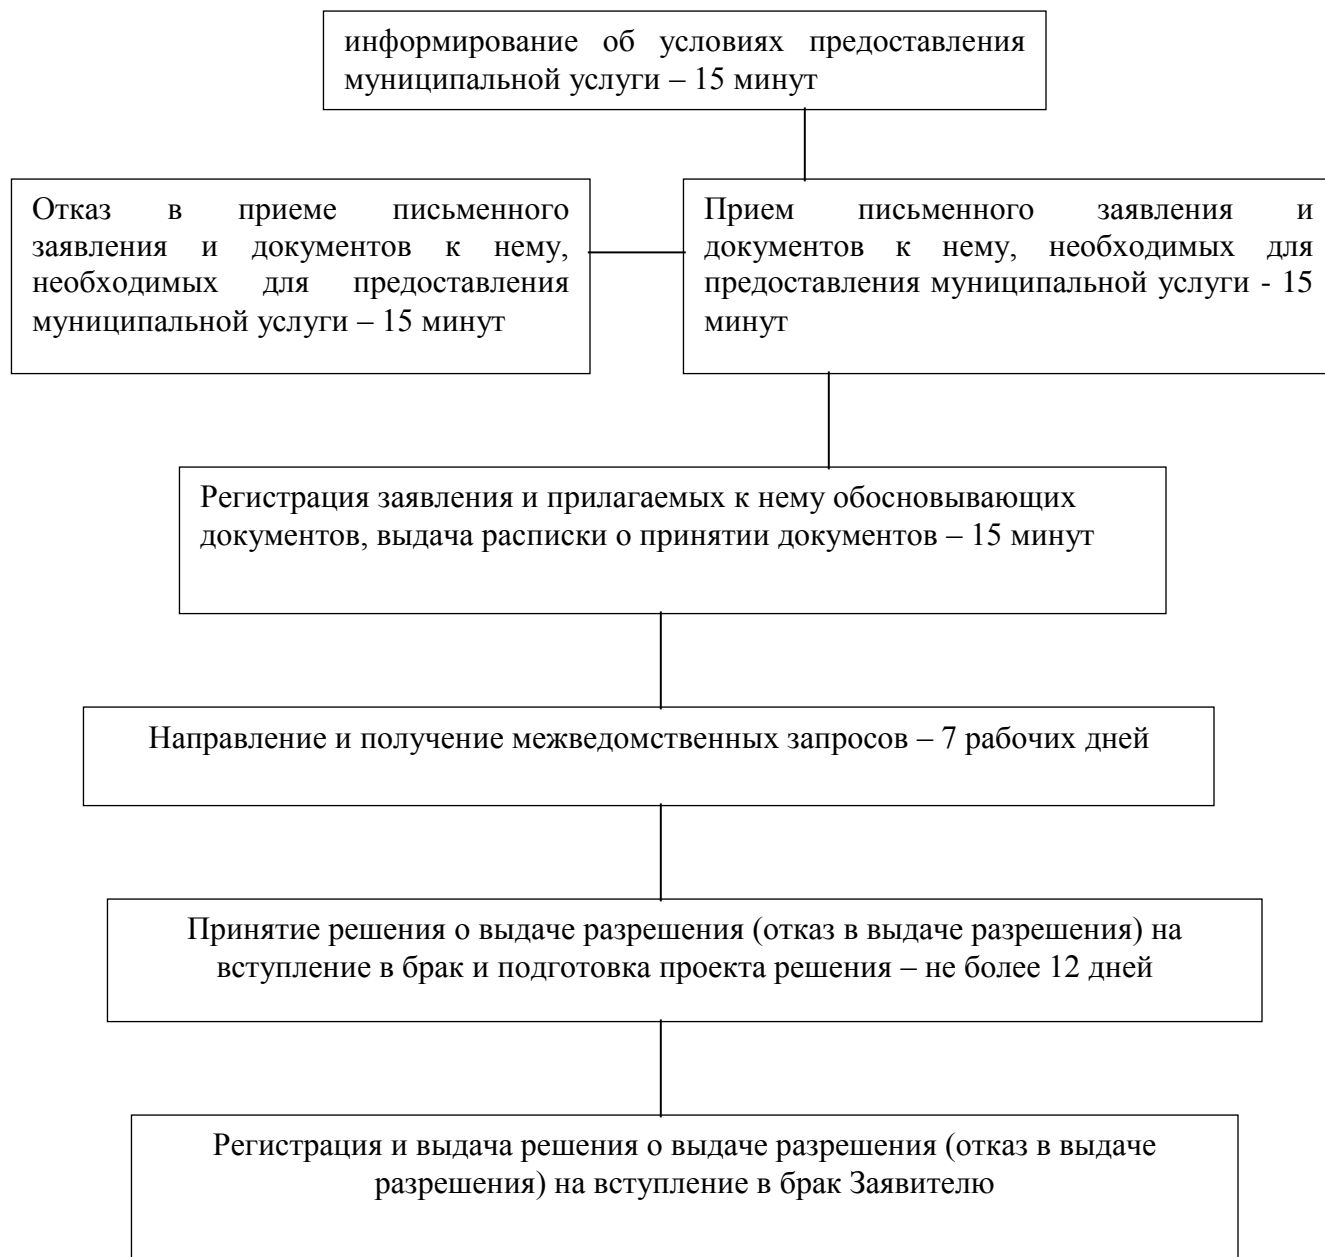 информирование об условиях предоставления
муниципальной услуги – 15 минут
Отказ в приеме письменного
заявления и документов к нему,
необходимых для предоставления
муниципальной услуги – 15 минут
Прием письменного заявления и
документов к нему, необходимых для
предоставления муниципальной услуги - 15
минут
Регистрация заявления и прилагаемых к нему обосновывающих
документов, выдача расписки о принятии документов – 15 минут
Направление и получение межведомственных запросов – 7 рабочих дней
Принятие решения о выдаче разрешения (отказ в выдаче разрешения) на
вступление в брак и подготовка проекта решения – не более 12 дней
Регистрация и выдача решения о выдаче разрешения (отказ в выдаче
разрешения) на вступление в брак Заявителю